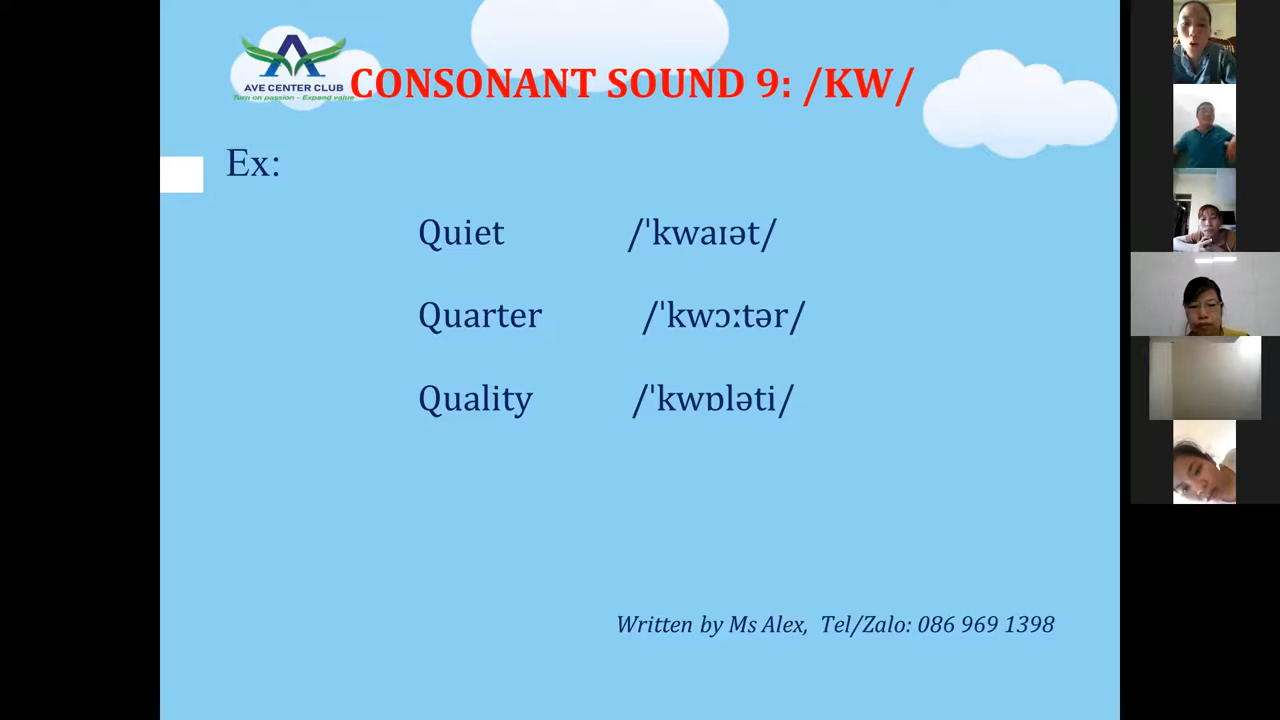 AVE CENTER CLUB
Turn on passion - Expand value
CONSONANT SOUND 9: /KW/
Ex:
Quiet /ˈkwaɪət/
Quarter /ˈkwɔːtər/
Quality /ˈkwɒləti/
Written by Ms Alex, Tel/Zalo: 086 969 1398